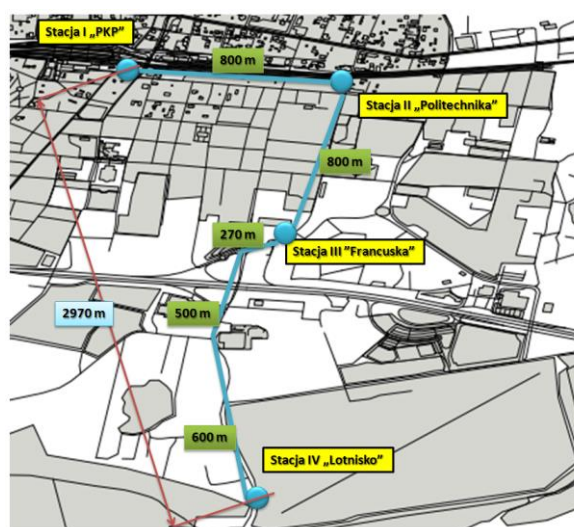 Stacja I „PKP”
800 m
Stacja II „Politechnika”
800 m
270 m
Stacja III ”Francuska”
2970 m
500 m
600 m
Stacja IV „Lotnisko”